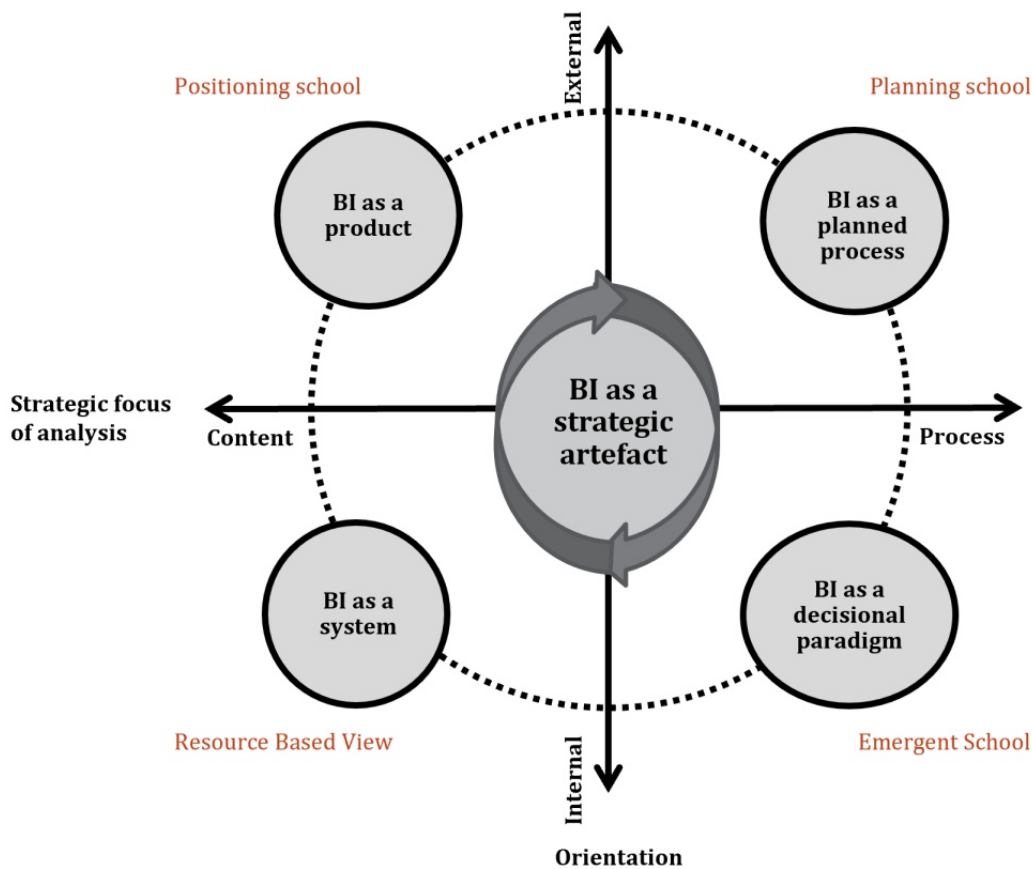 External
Positioning school
Planning school
BI as a
product
BI as a
planned
process
BI as a
strategic
artefact
Strategic focus
of analysis
Content
Process
BI as a
system
BI as a
decisional
paradigm
Resource Based View
Emergent School
Internal
Orientation